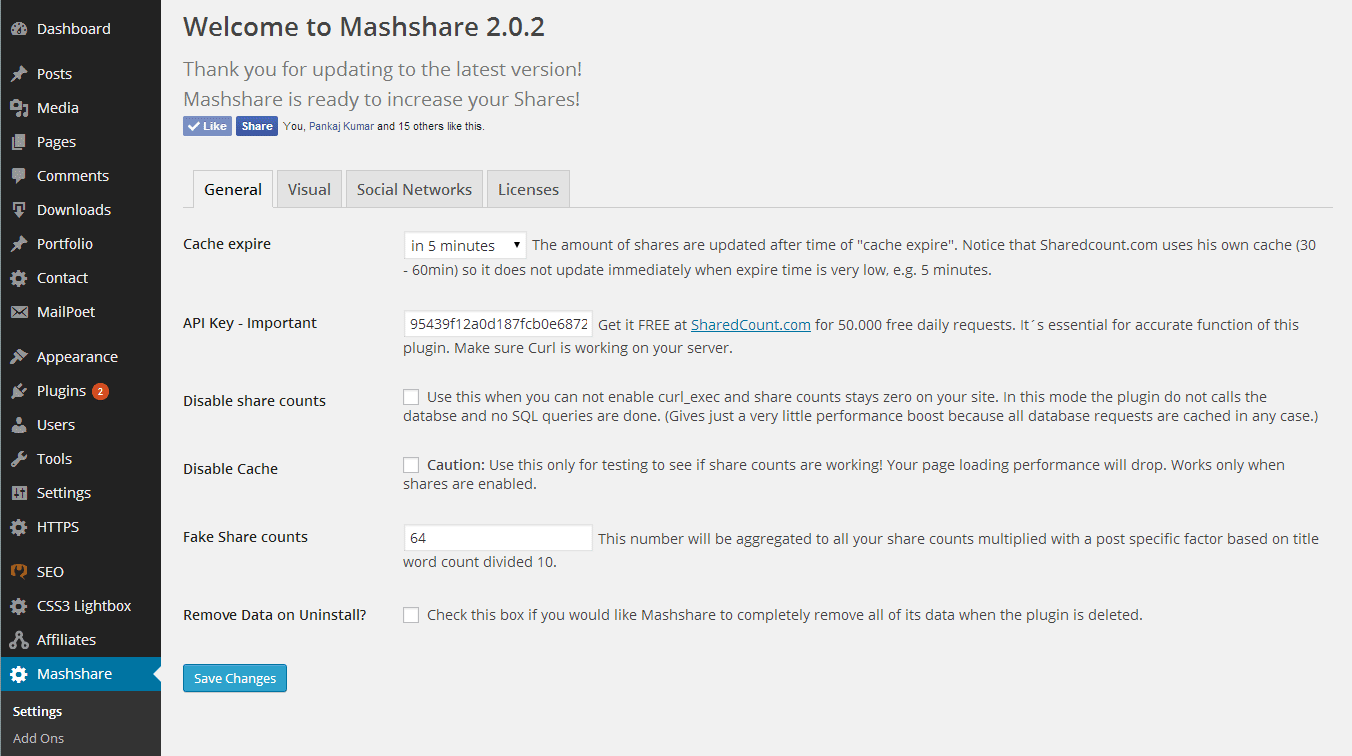 Dashboard
Posts
Media
Pages
Comments
Downloads
Portfolio
Contact
MailPoet
Appearance
Plugins 2
Users
Tools
Settings
HTTPS
SEO
CSS3 Lightbox
Affiliates
Mashshare
Settings
Add Ons
Welcome to Mashshare 2.0.2
Thank you for updating to the latest version!
Mashshare is ready to increase your Shares!
Like Share You, Pankaj Kumar and 15 others like this.
General Visual Social Networks Licenses
Cache expire
in 5 minutes The amount of shares are updated after time of "cache expire". Notice that Sharedcount.com uses his own cache (30
- 60min) so it does not update immediately when expire time is very low, e.g. 5 minutes.
API Key - Important
95439f12a0d187fcb0e6872 Get it FREE at SharedCount.com for 50.000 free daily requests. It´s essential for accurate function of this
plugin. Make sure Curl is working on your server.
Disable share counts
Use this when you can not enable curl_exec and share counts stays zero on your site. In this mode the plugin do not calls the
databse and no SQL queries are done. (Gives just a very little performance boost because all database requests are cached in any case.)
Disable Cache
Caution: Use this only for testing to see if share counts are working! Your page loading performance will drop. Works only when
shares are enabled.
Fake Share counts
64 This number will be aggregated to all your share counts multiplied with a post specific factor based on title
word count divided 10.
Remove Data on Uninstall?
Check this box if you would like Mashshare to completely remove all of its data when the plugin is deleted.
Save Changes